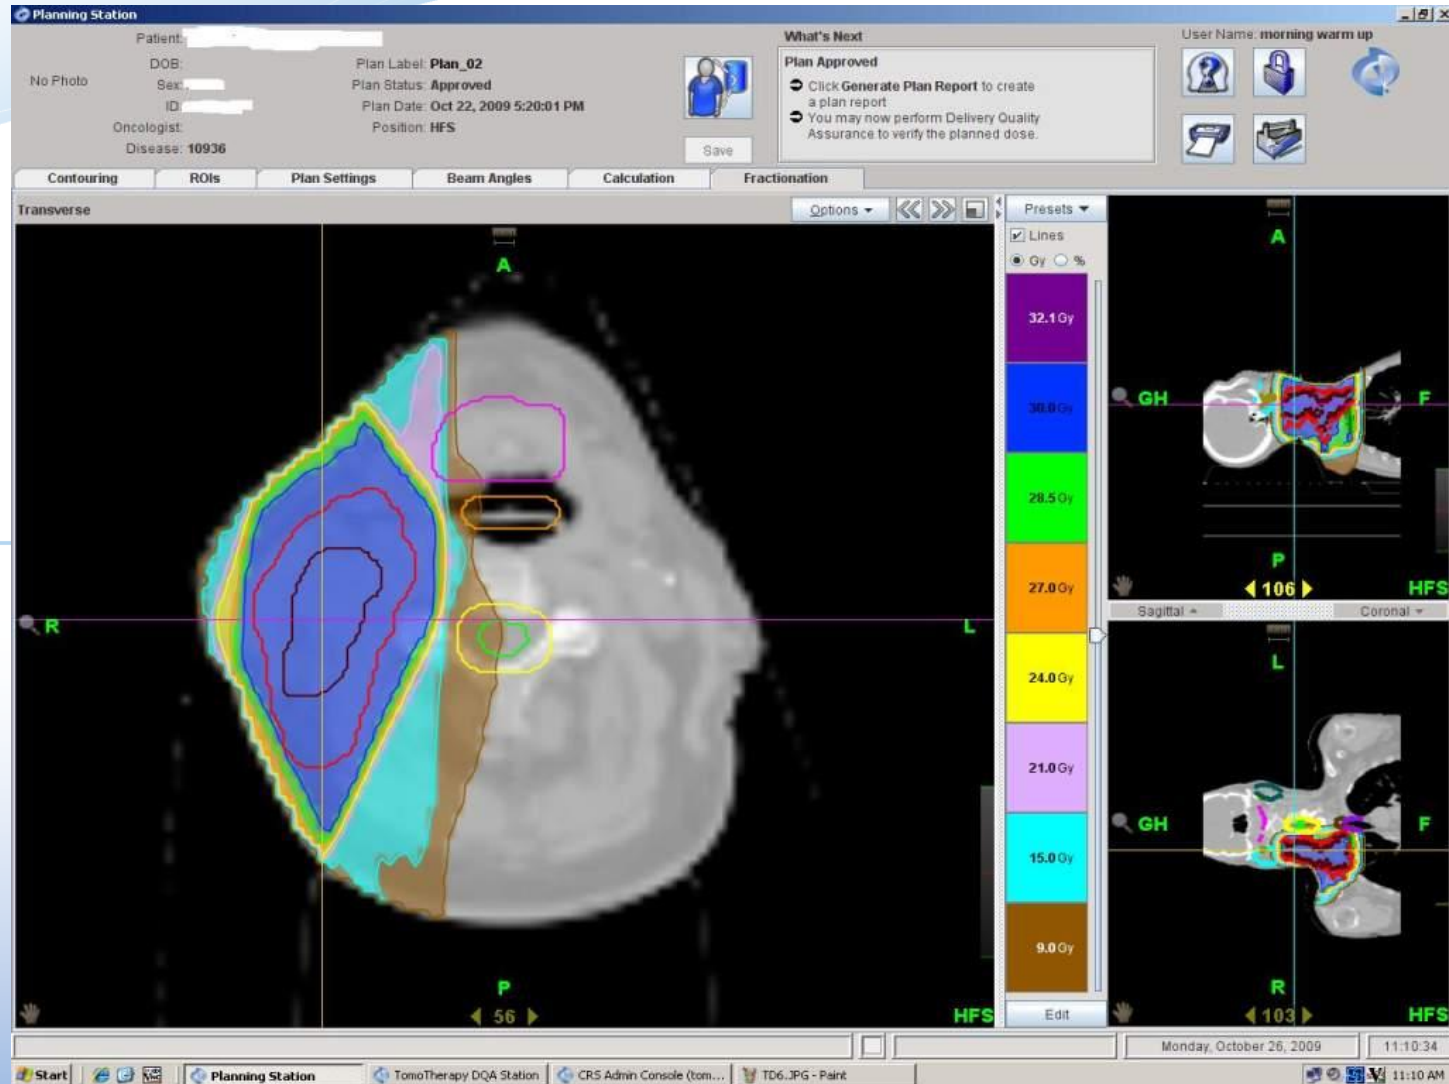 Planning Station
Patient:
DOB:
Sex:
ID:
Oncologist:
Disease: 10936
No Photo
Plan Label: Plan_02
Plan Status: Approved
Plan Date: Oct 22, 2009 5:20:01 PM
Position: HFS
Save
What's Next
Plan Approved
Click Generate Plan Report to create
a plan report
You may now perform Delivery Quality
Assurance to verify the planned dose.
User Name: morning warm up
Contouring ROIs Plan Settings Beam Angles Calculation Fractionation
Transverse
Options
A
R
L
P
56
HFS
Presets
Lines
Gy %
32.1 Gy
30.0 Gy
28.5 Gy
27.0 Gy
24.0 Gy
21.0 Gy
15.0 Gy
9.0 Gy
Edit
A
GH
F
P
106
HFS
Sagittal Coronal
L
GH
F
R
103
HFS
Monday, October 26, 2009 11:10:34
Start Planning Station TomoTherapy DQA Station CRS Admin Console (tom... TD6.JPG - Paint 11:10 AM